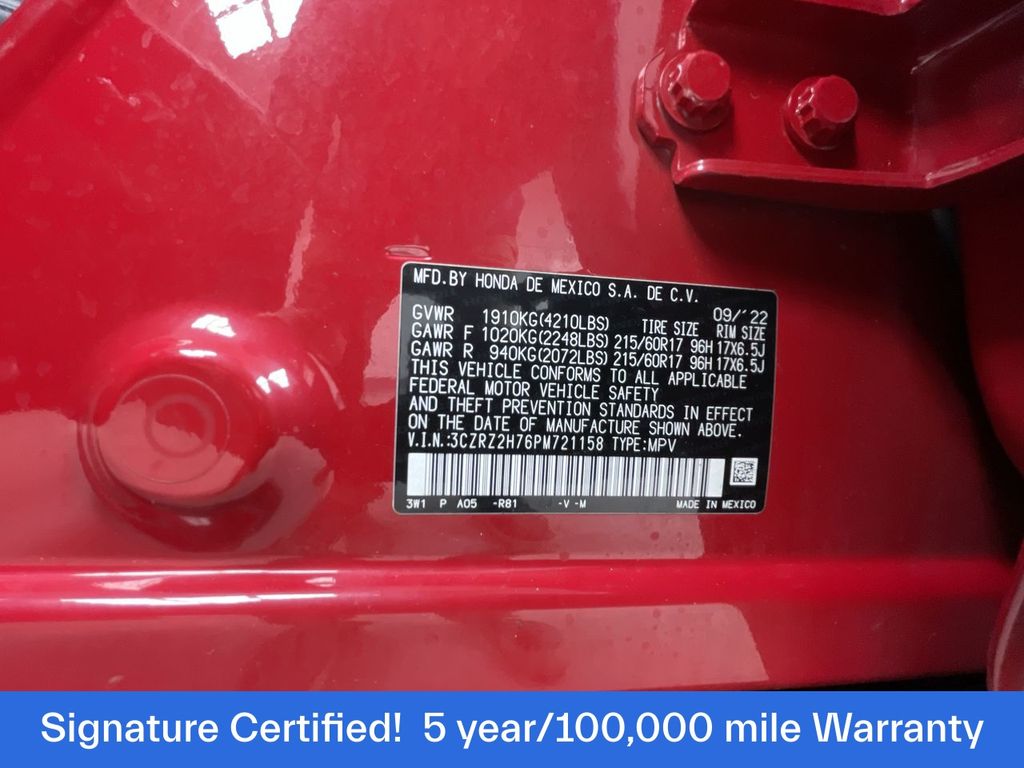 MFD.BY HONDA DE MEXICO S.A. DE C.V.
09/'22
GVWR 1910KG(4210LBS) TIRE SIZE RIM SIZE
GAWR F 1020KG(2248LBS) 215/60R17 96H 17X6.5J
GAWR R 940KG(2072LBS) 215/60R17 96H 17X6.5J
THIS VEHICLE CONFORMS TO ALL APPLICABLE
FEDERAL MOTOR VEHICLE SAFETY
AND THEFT PREVENTION STANDARDS IN EFFECT
ON THE DATE OF MANUFACTURE SHOWN ABOVE.
V.I.N.:3CZRZ2H76PM721158 TYPE:MPV
3W1 P A05 -R81 -V -M MADE IN MEXICO
Signature Certified! 5 year/100,000 mile Warranty